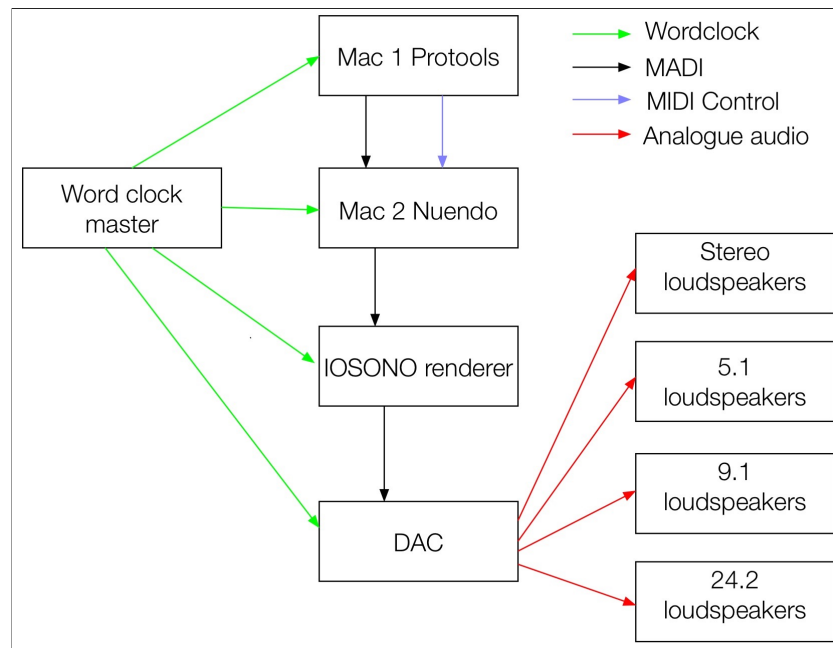 Mac 1 Protools
Wordclock
MADI
MIDI Control
Analogue audio
Word clock
master
Mac 2 Nuendo
Stereo
loudspeakers
IOSONO renderer
5.1
loudspeakers
9.1
loudspeakers
DAC
24.2
loudspeakers